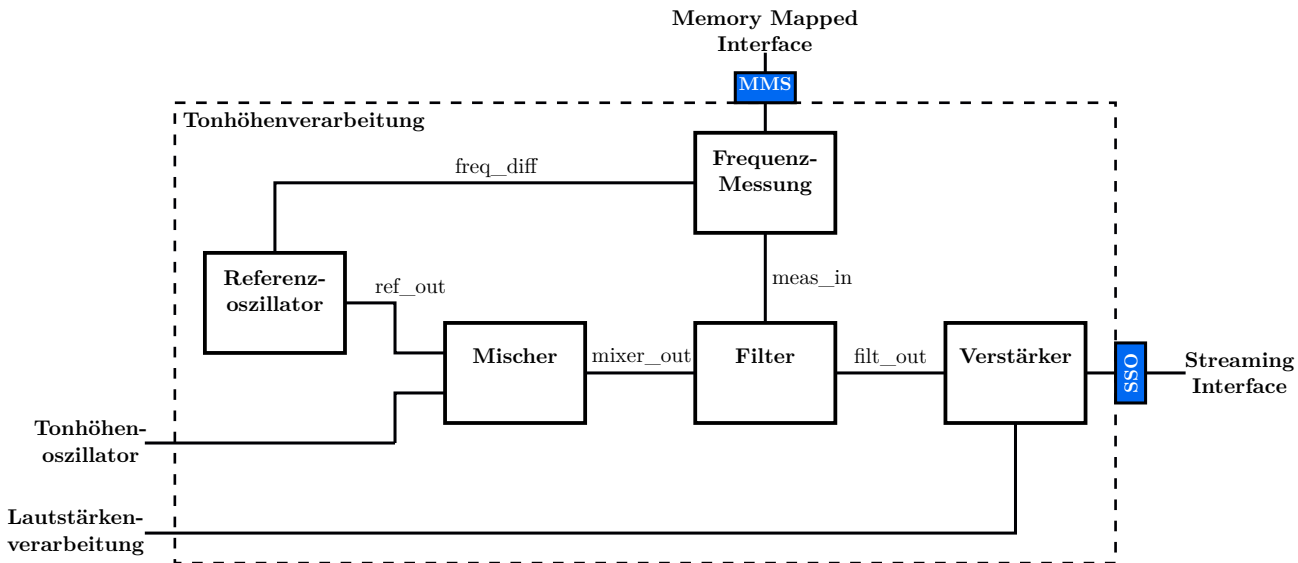 Memory Mapped
Interface
MMS
Tonhöhenverarbeitung
Frequenz-
Messung
freq_diff
Referenz-
oszillator
ref_out
meas_in
Mischer
mixer_out
Filter
filt_out
Verstärker
SSO
Streaming
Interface
Tonhöhen-
oszillator
Lautstärken-
verarbeitung